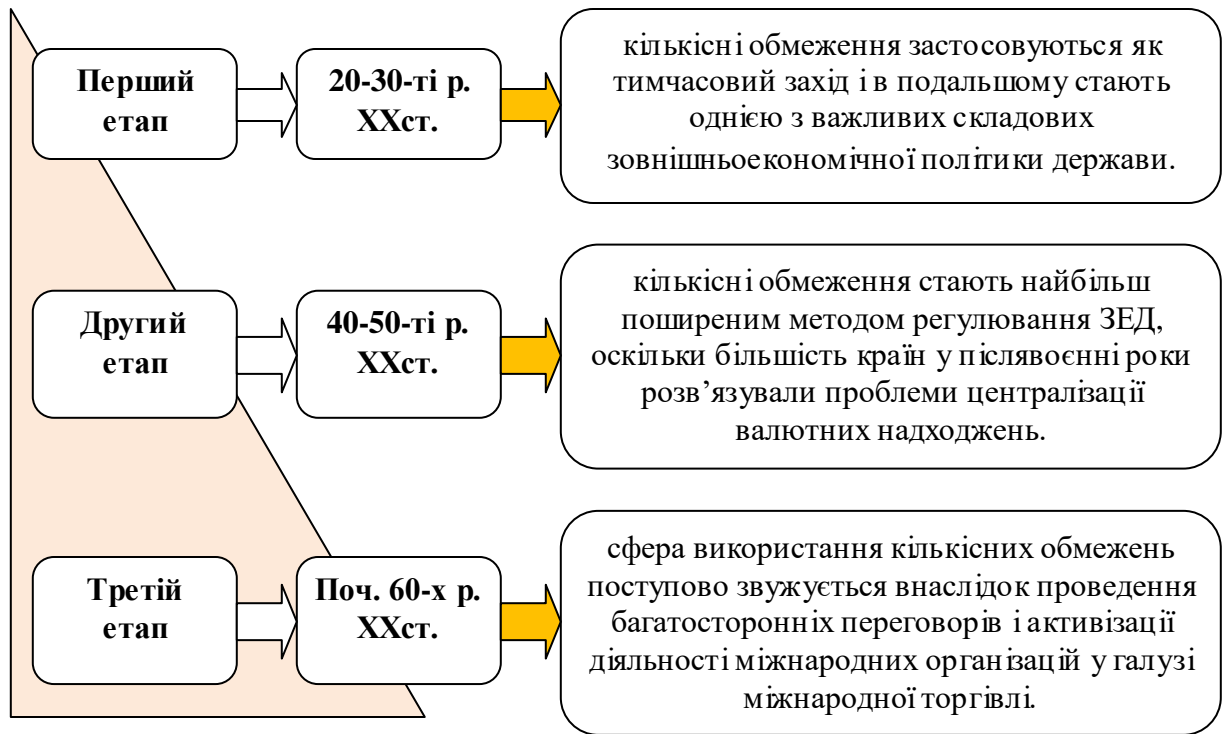 Перший
етап
20-30-ті р.
ХХст.
кількісні обмеження застосовуються як
тимчасовий захід і в подальшому стають
однією з важливих складових
зовнішньоекономічної політики держави.
Другий
етап
40-50-ті р.
ХХст.
кількісні обмеження стають найбільш
поширеним методом регулювання ЗЕД,
оскільки більшість країн у післявоєнні роки
розв’язували проблеми централізації
валютних надходжень.
Третій
етап
Поч. 60-х р.
ХХст.
сфера використання кількісних обмежень
поступово звужується внаслідок проведення
багатосторонніх переговорів і активізації
діяльності міжнародних організацій у галузі
міжнародної торгівлі.